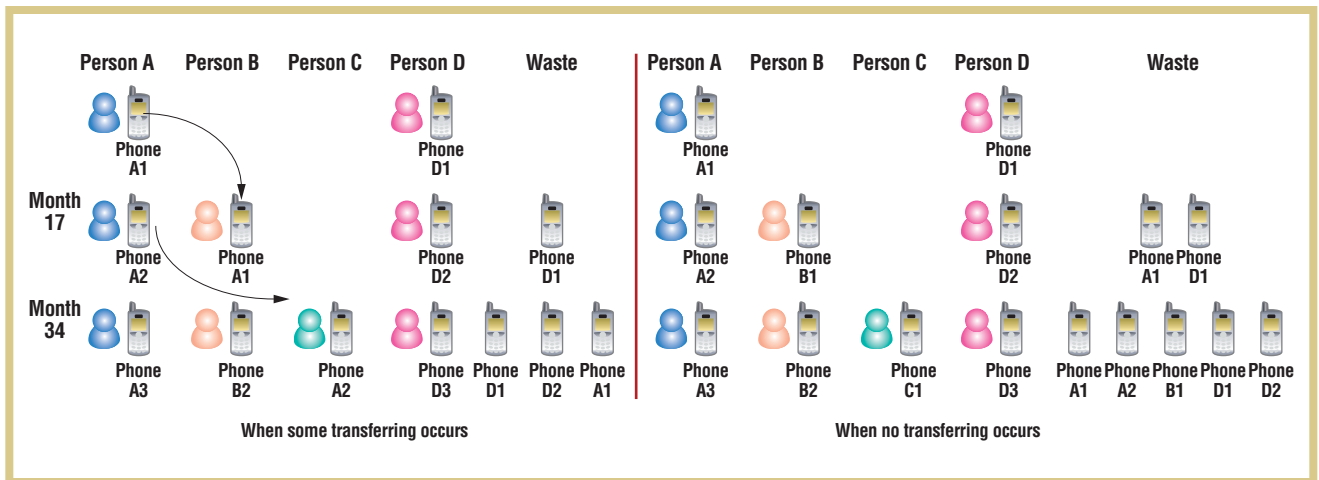 Person A Person B Person C Person D Waste Person A Person B Person C Person D Waste
Phone A1 Phone D1 Phone A1 Phone D1
Month 17
Phone A2 Phone A1 Phone D2 Phone D1 Phone A2 Phone B1 Phone D2 Phone A1 Phone D1
Month 34
Phone A3 Phone B2 Phone A2 Phone D3 Phone D1 Phone D2 Phone A1 Phone A3 Phone B2 Phone C1 Phone D3 Phone A1 Phone A2 Phone B1 Phone D1 Phone D2
When some transferring occurs When no transferring occurs